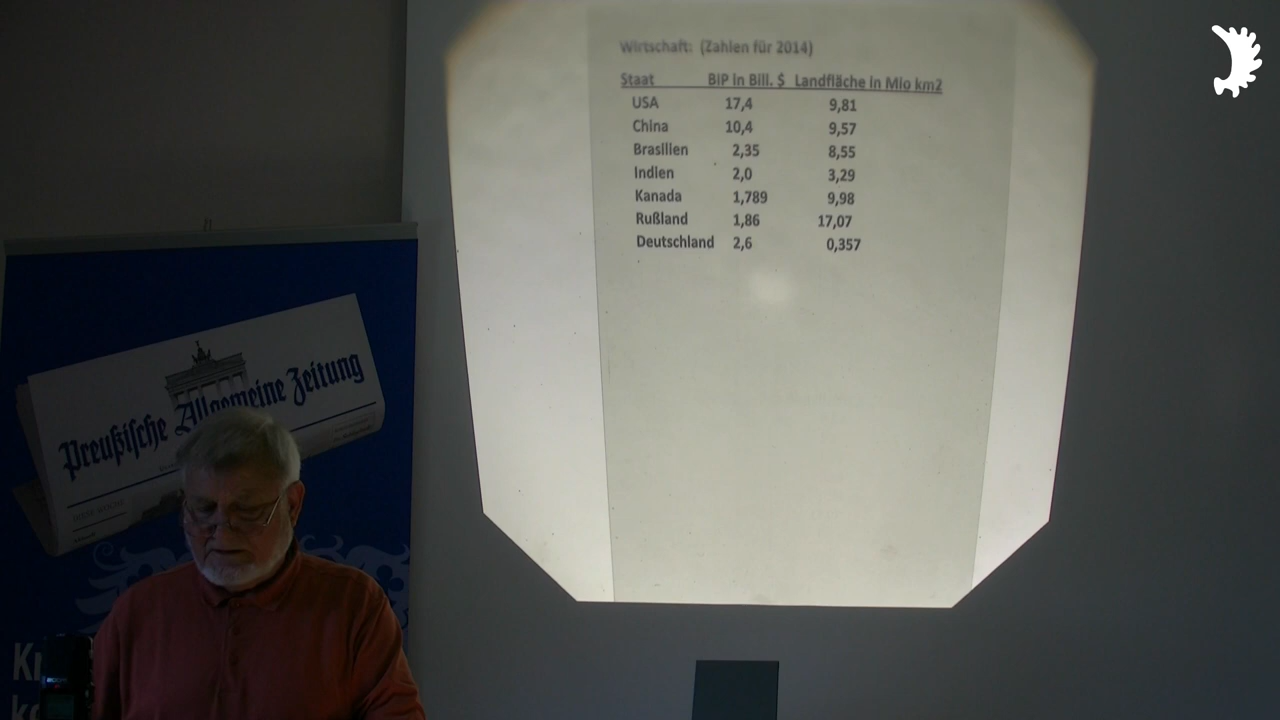 Wirtschaft: (Zahlen für 2014)
Staat BIP in Bill. $ Landfläche in Mio km2
USA 17,4 9,81
China 10,4 9,57
Brasilien 2,35 8,55
Indien 2,0 3,29
Kanada 1,789 9,98
Rußland 1,86 17,07
Deutschland 2,6 0,357
Preußische Allgemeine Zeitung